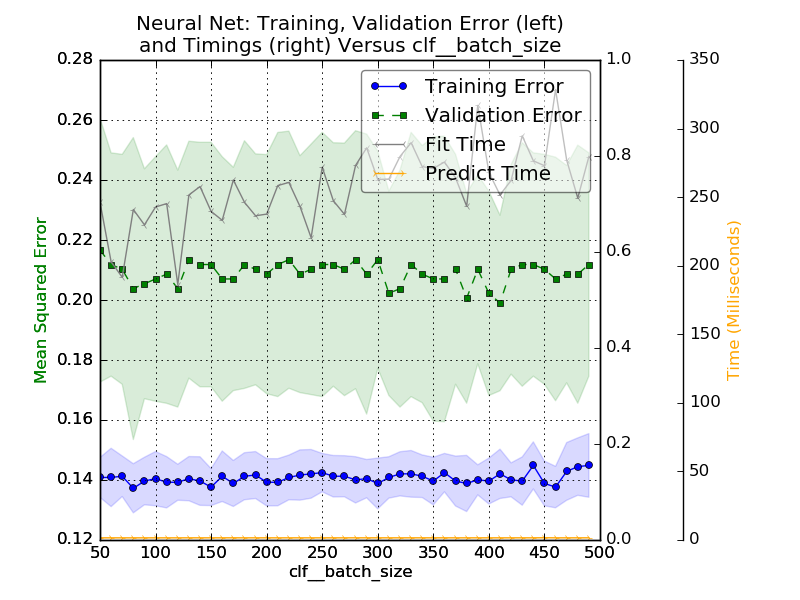 Neural Net: Training, Validation Error (left)
and Timings (right) Versus clf__batch_size
Training Error
Validation Error
Fit Time
Predict Time
Mean Squared Error
0.28
0.26
0.24
0.22
0.20
0.18
0.16
0.14
0.12
1.0
0.8
0.6
0.4
0.2
0.0
350
300
250
200
150
100
50
0
Time (Milliseconds)
50 100 150 200 250 300 350 400 450 500
clf__batch_size